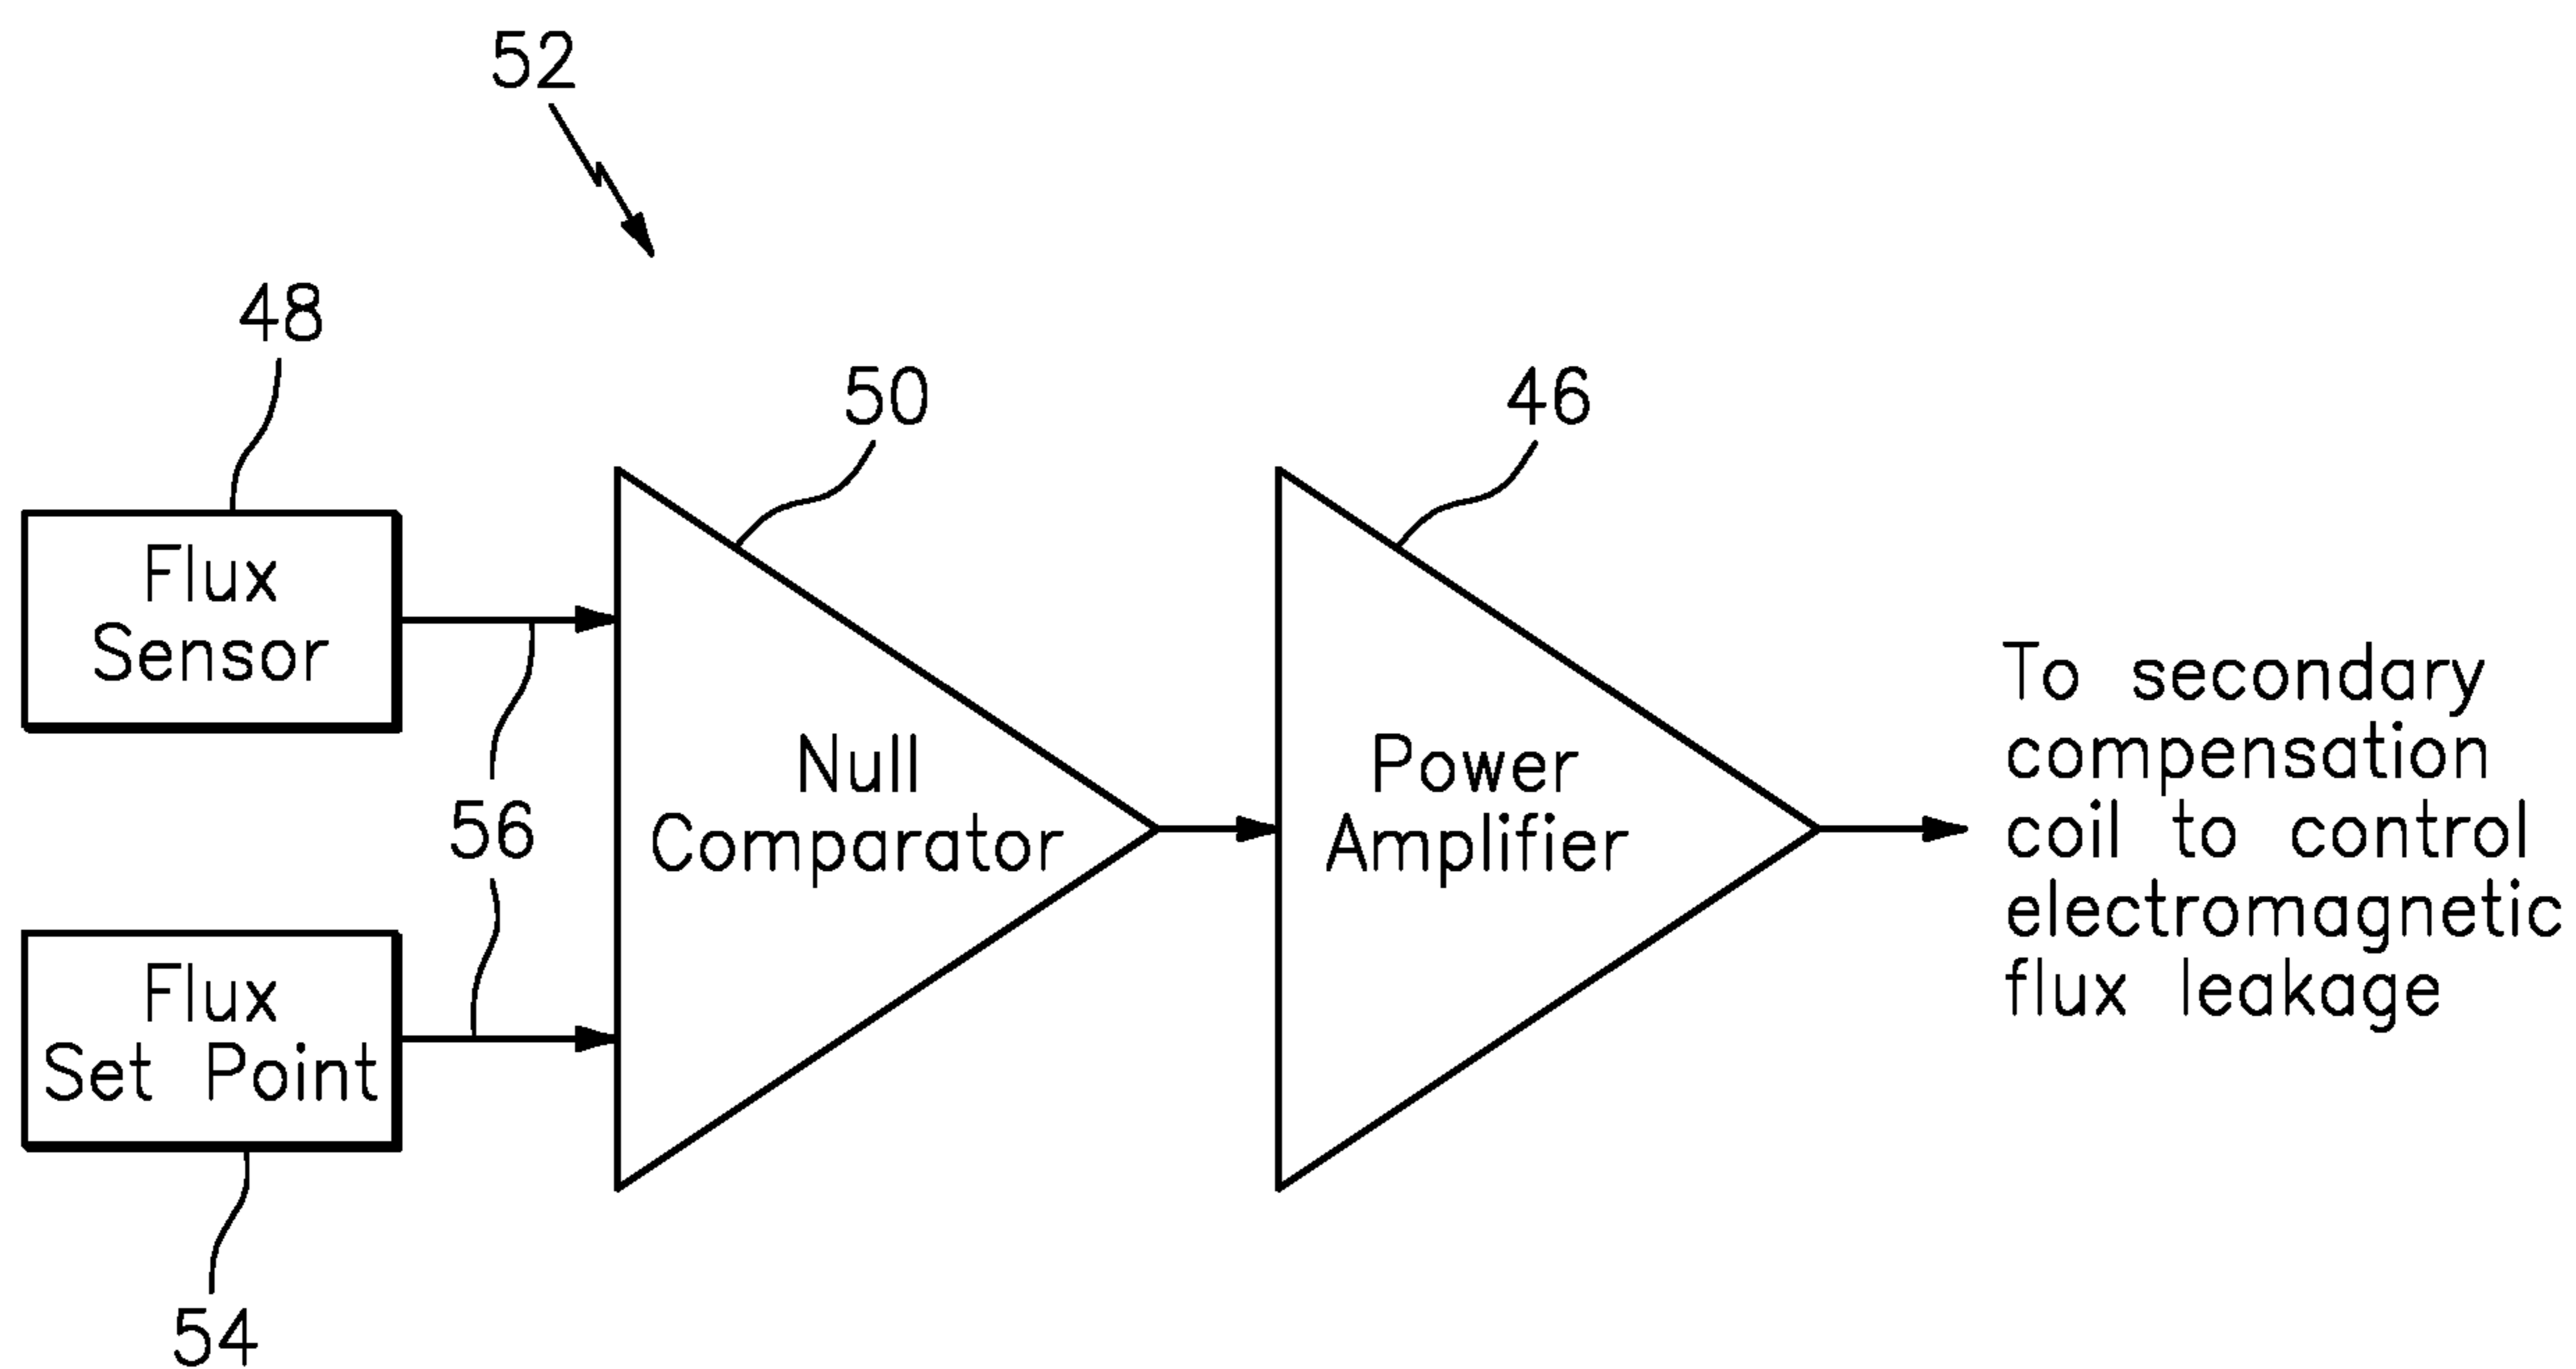 52
48
50
46
Flux
Sensor
Null
Comparator
Power
Amplifier
To secondary
compensation
coil to control
electromagnetic
flux leakage
56
Flux
Set Point
54